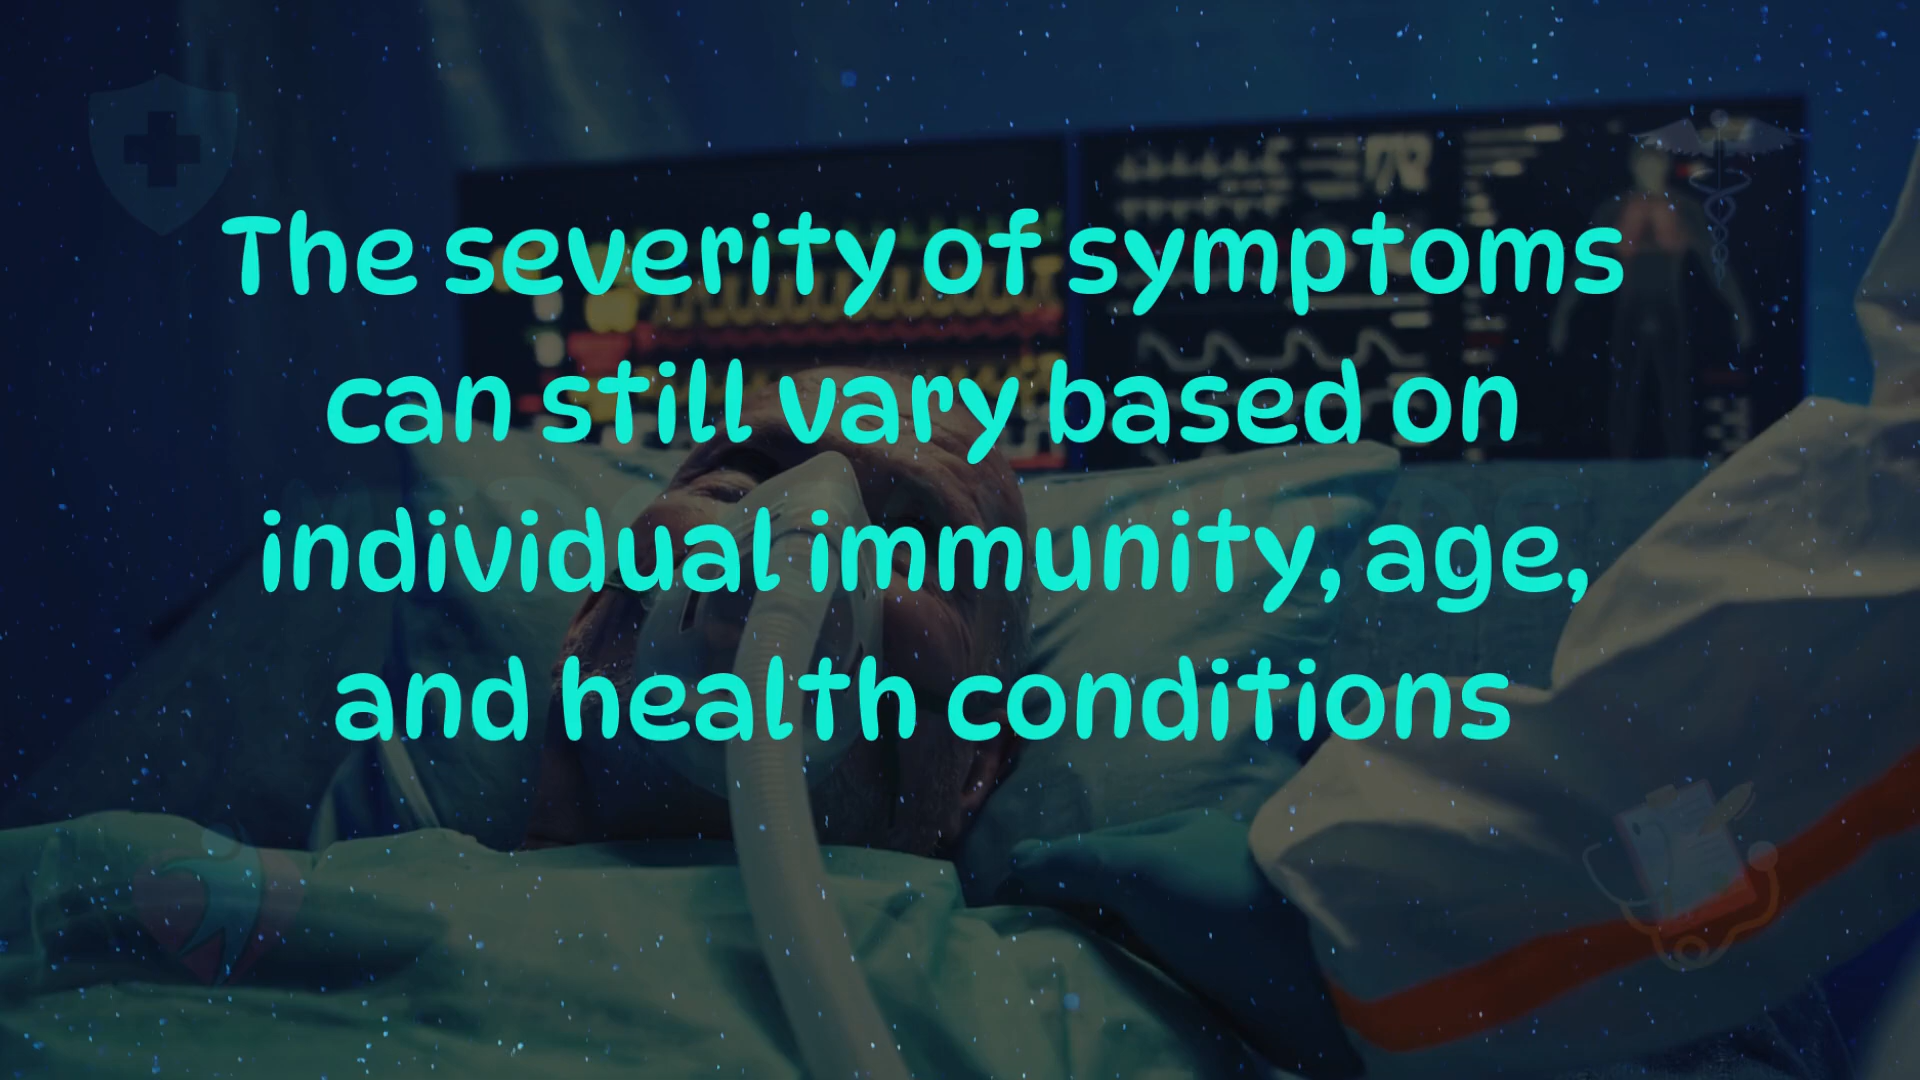 The severity of symptoms
can still vary based on
individual immunity, age,
and health conditions